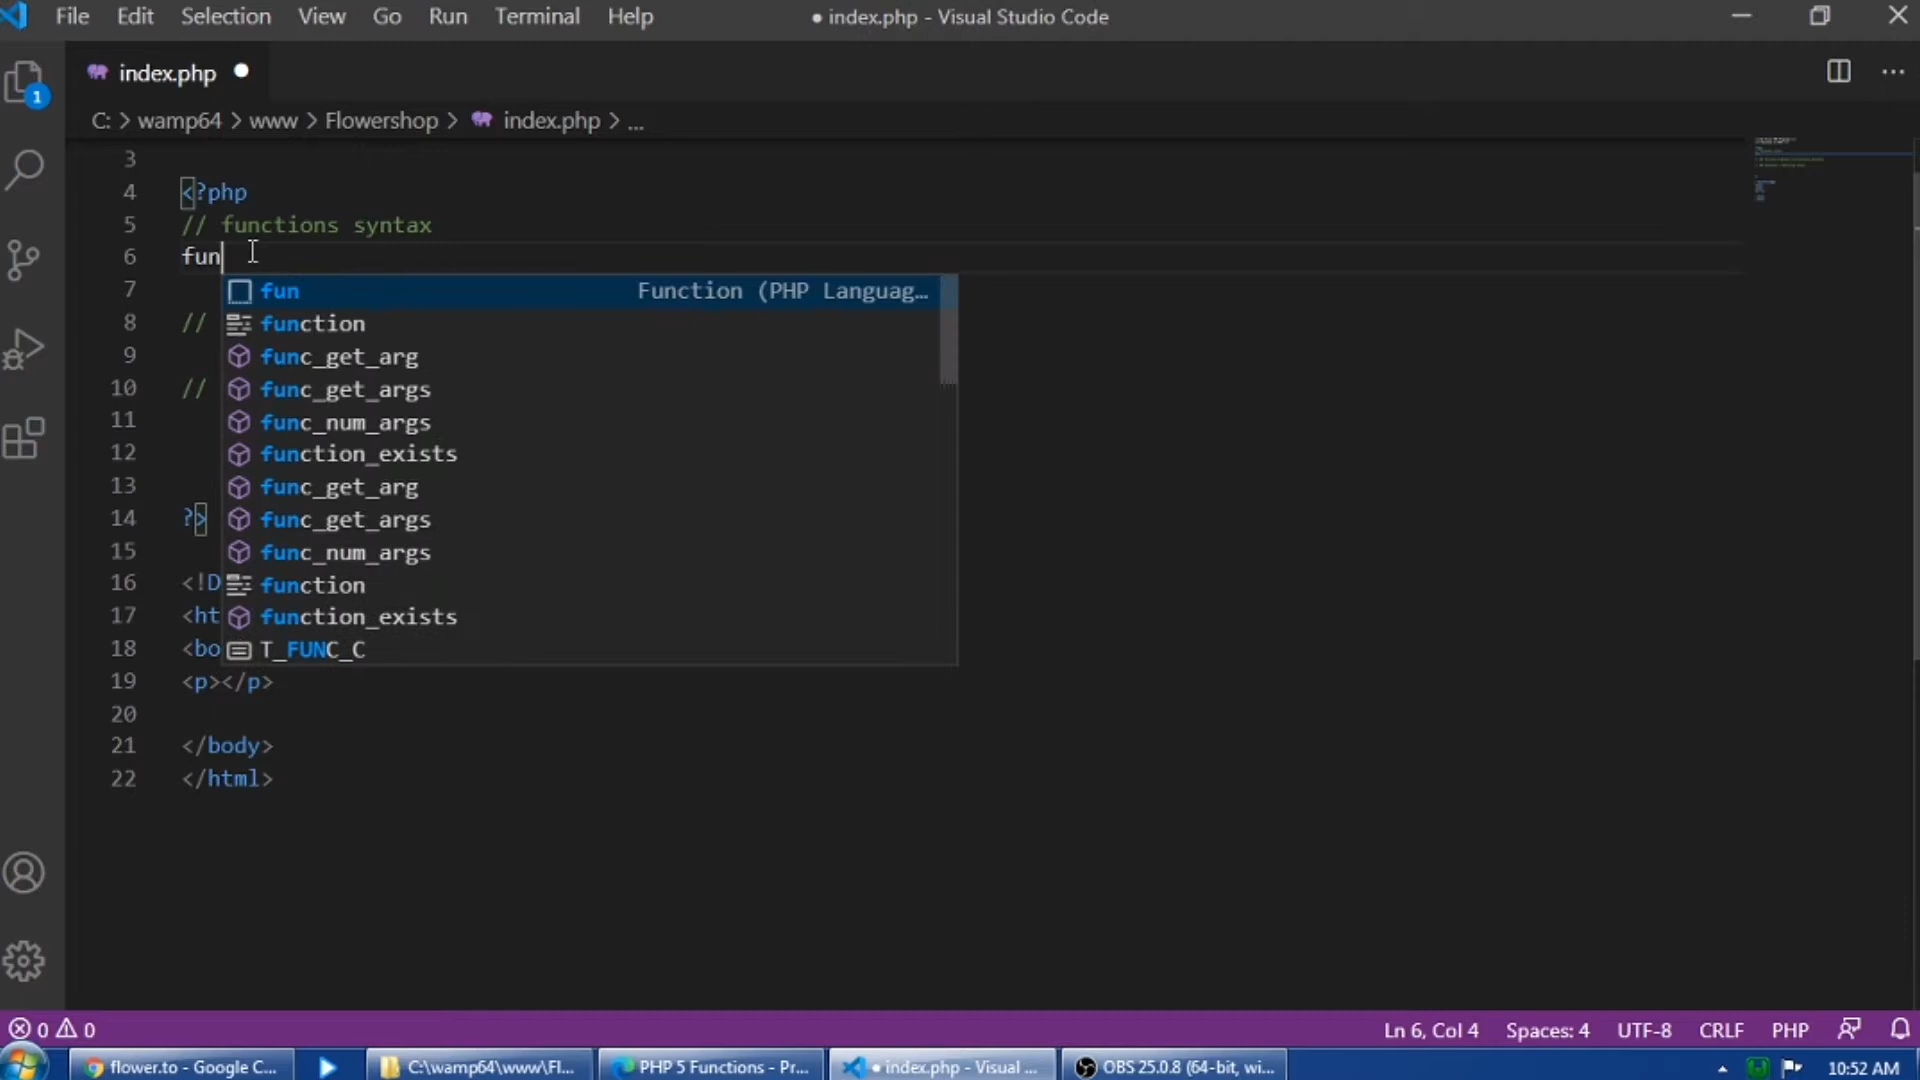 File Edit Selection View Go Run Terminal Help ● index.php - Visual Studio Code
index.php ●
C: > wamp64 > www > Flowershop > index.php > ...
3
4 <?php
5 // functions syntax
6 fun
7 fun Function (PHP Languag…
8 // function
9 func_get_arg
10 // func_get_args
11 func_num_args
12 function_exists
13 func_get_arg
14 ?> func_get_args
15 func_num_args
16 <!D function
17 <ht function_exists
18 <bo T_FUNC_C
19 <p></p>
20
21 </body>
22 </html>
1
0 0 Ln 6, Col 4 Spaces: 4 UTF-8 CRLF PHP
flower.to - Google C... C:\wamp64\www\Fl... PHP 5 Functions - Pr... ● index.php - Visual ... OBS 25.0.8 (64-bit, wi... 10:52 AM